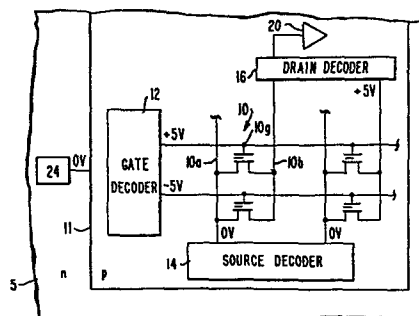 20
16
DRAIN DECODER
+5V
12
10
10g
+5V
10a
10b
24
0V
GATE
DECODER
-5V
11
0V
0V
5
n
p
14
SOURCE DECODER